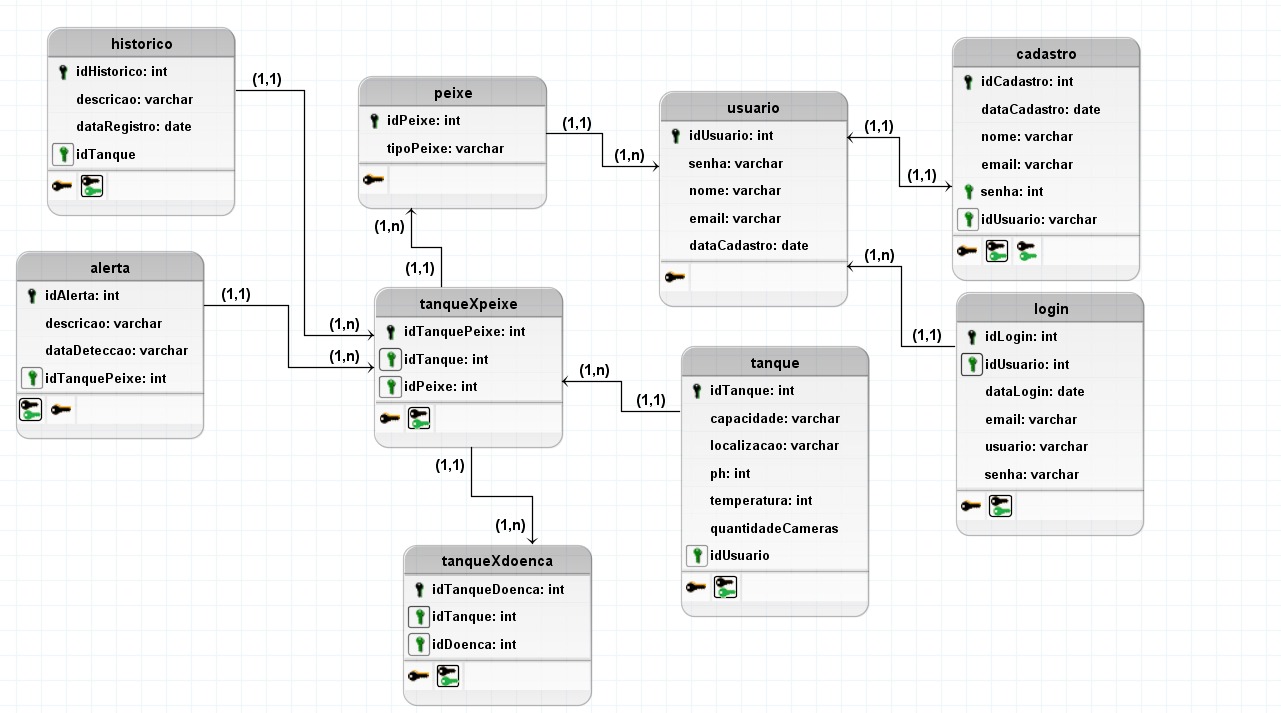 historico
idHistorico: int
descricao: varchar
dataRegistro: date
idTanque
(1,1)
(1,n)
alerta
idAlerta: int
descricao: varchar
dataDeteccao: varchar
idTanquePeixe: int
(1,1)
(1,n)
peixe
idPeixe: int
tipoPeixe: varchar
(1,1)
(1,n)
(1,n)
(1,1)
tanqueXpeixe
idTanquePeixe: int
idTanque: int
idPeixe: int
(1,1)
(1,n)
tanqueXdoenca
idTanqueDoenca: int
idTanque: int
idDoenca: int
usuario
idUsuario: int
senha: varchar
nome: varchar
email: varchar
dataCadastro: date
(1,1)
(1,1)
(1,n)
(1,1)
(1,n)
(1,1)
tanque
idTanque: int
capacidade: varchar
localizacao: varchar
ph: int
temperatura: int
quantidadeCameras
idUsuario
cadastro
idCadastro: int
dataCadastro: date
nome: varchar
email: varchar
senha: int
idUsuario: varchar
login
idLogin: int
idUsuario: int
dataLogin: date
email: varchar
usuario: varchar
senha: varchar